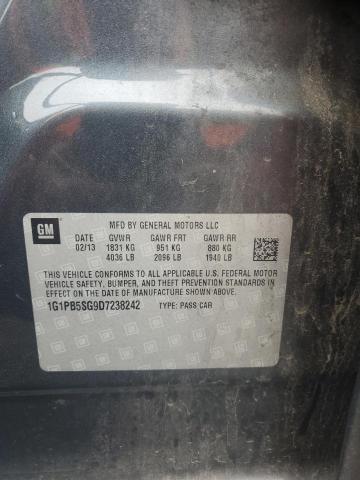 GM
MFD BY GENERAL MOTORS LLC
DATE GVWR GAWR FRT GAWR RR
02/13 1831 KG 951 KG 880 KG
4036 LB 2096 LB 1940 LB
THIS VEHICLE CONFORMS TO ALL APPLICABLE U.S. FEDERAL MOTOR
VEHICLE SAFETY, BUMPER, AND THEFT PREVENTION STANDARDS IN
EFFECT ON THE DATE OF MANUFACTURE SHOWN ABOVE.
1G1PB5SG9D7238242 TYPE: PASS CAR